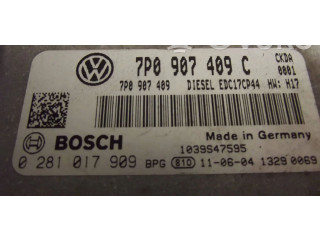 7P0 907 409 C CKDA
0001
7P0 907 409 DIESEL EDC17CP44 HW: H17
BOSCH Made in Germany
1039S47595
0 281 017 909 BPG 910 11-06-04 1329 0069